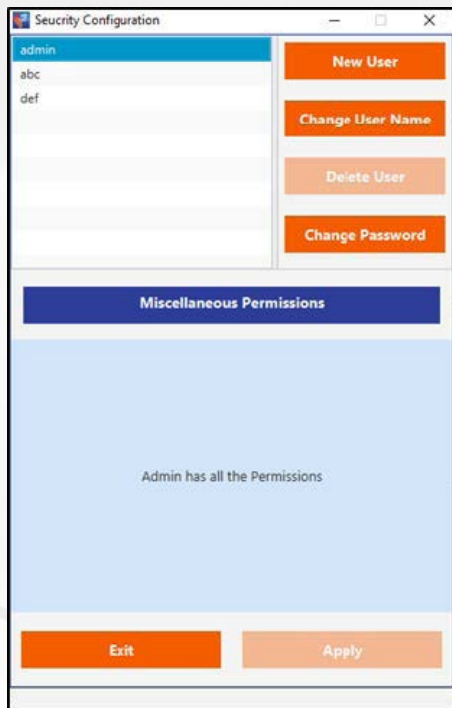 Seucrity Configuration
admin
abc
def
New User
Change User Name
Delete User
Change Password
Miscellaneous Permissions
Admin has all the Permissions
Exit
Apply